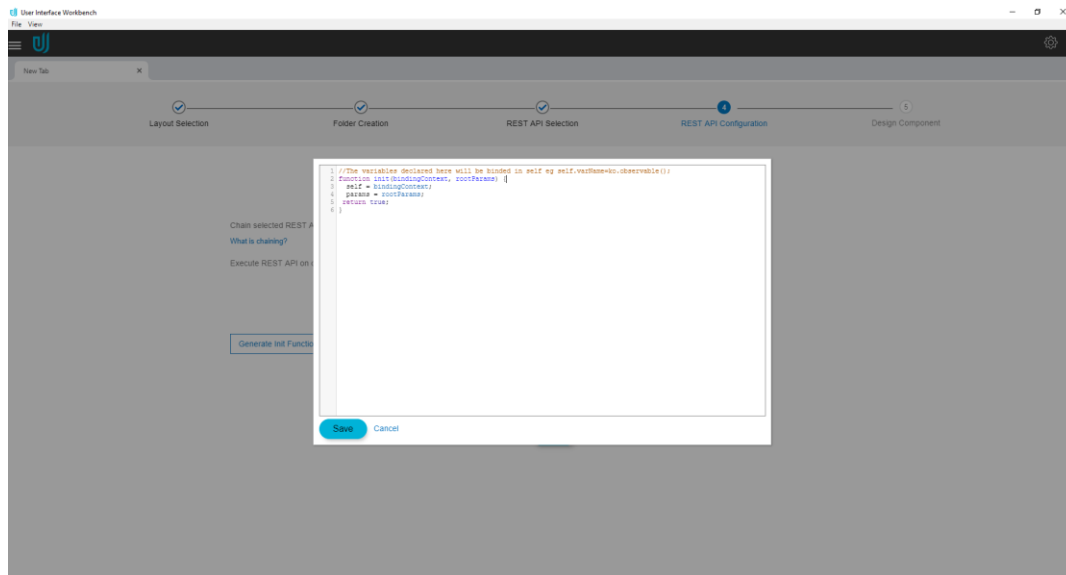 User Interface Workbench
File View
New Tab
4
5
Layout Selection
Folder Creation
REST API Selection
REST API Configuration
Design Component
1 //The variables declared here will be binded in self eg self.varName=ko.observable();
2 function init(bindingContext, rootParams) {
3 self = bindingContext;
4 params = rootParams;
5 return true;
6 }
Chain selected REST A
What is chaining?
Execute REST API on
Generate Init Functio
Save Cancel